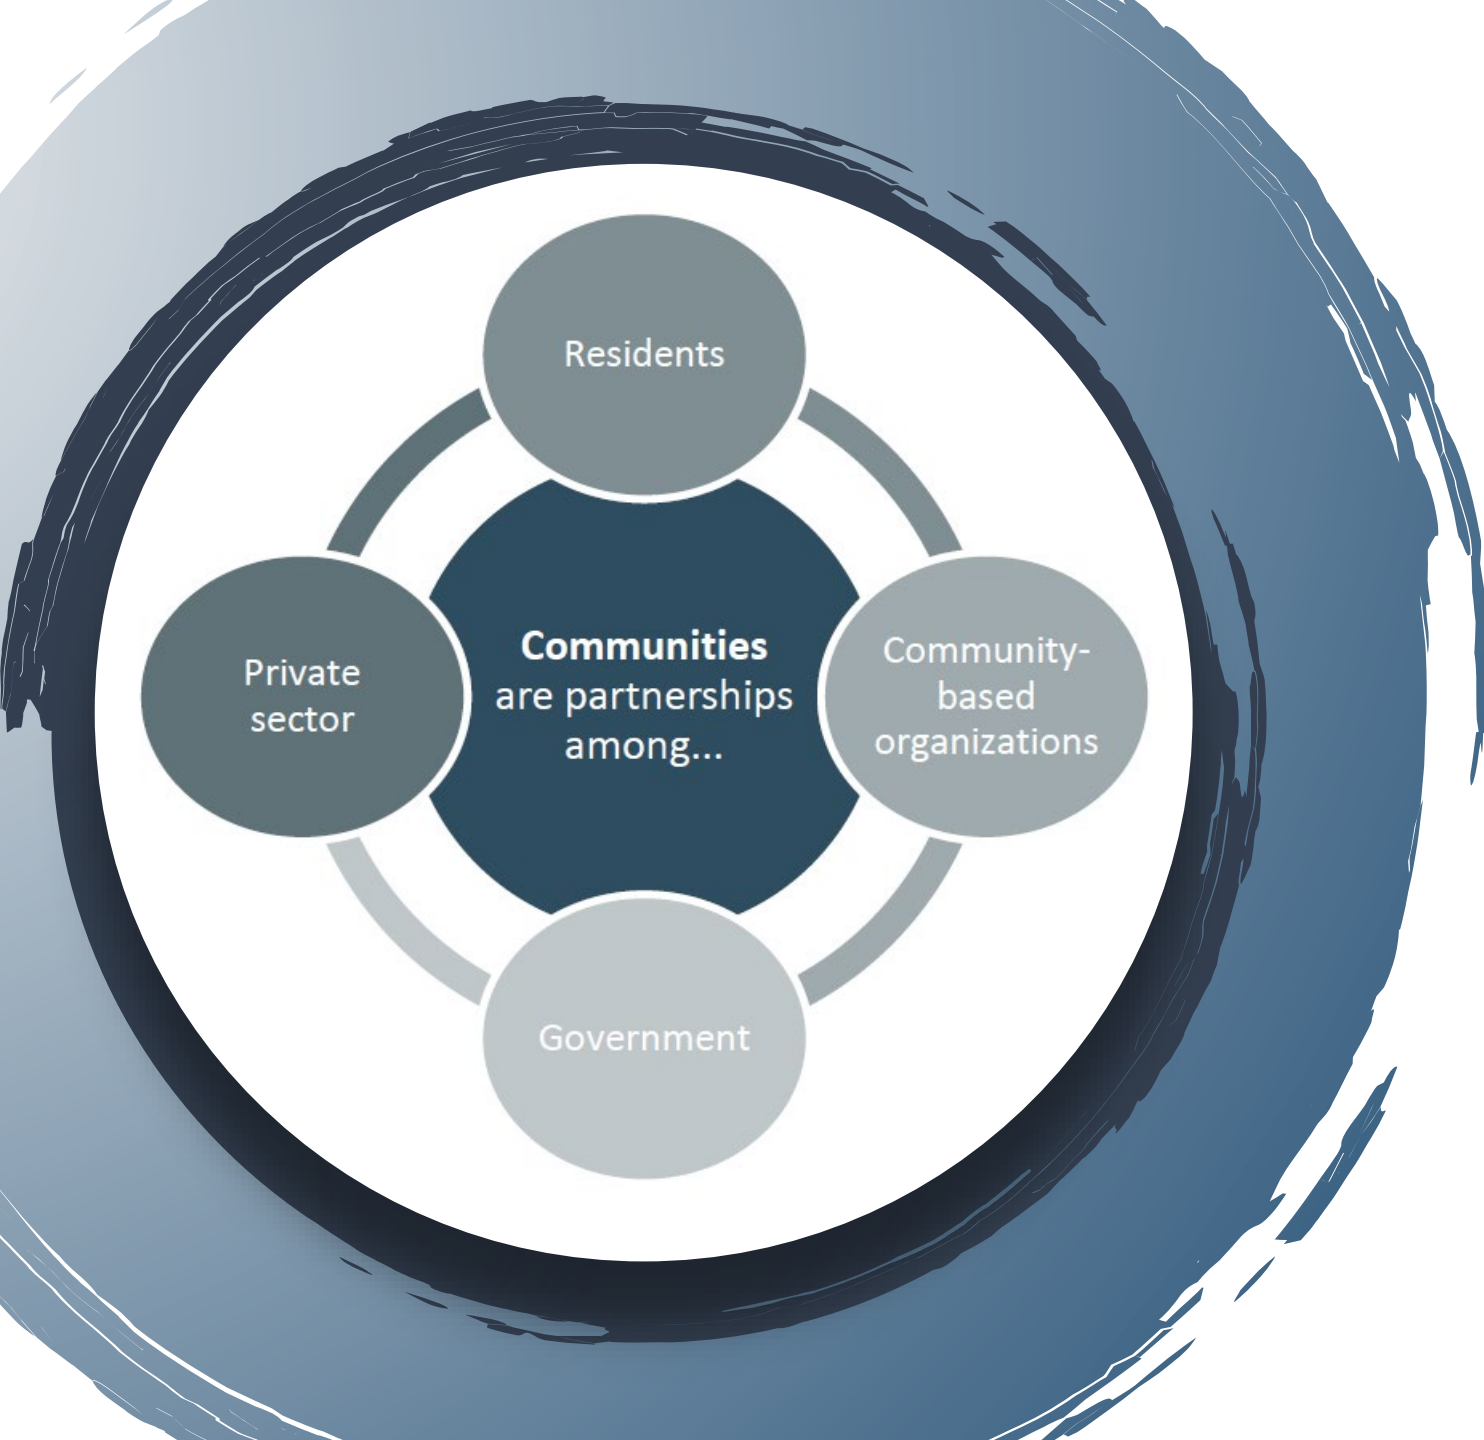 Residents
Private
sector
Communities
are partnerships
among...
Community-
based
organizations
Government